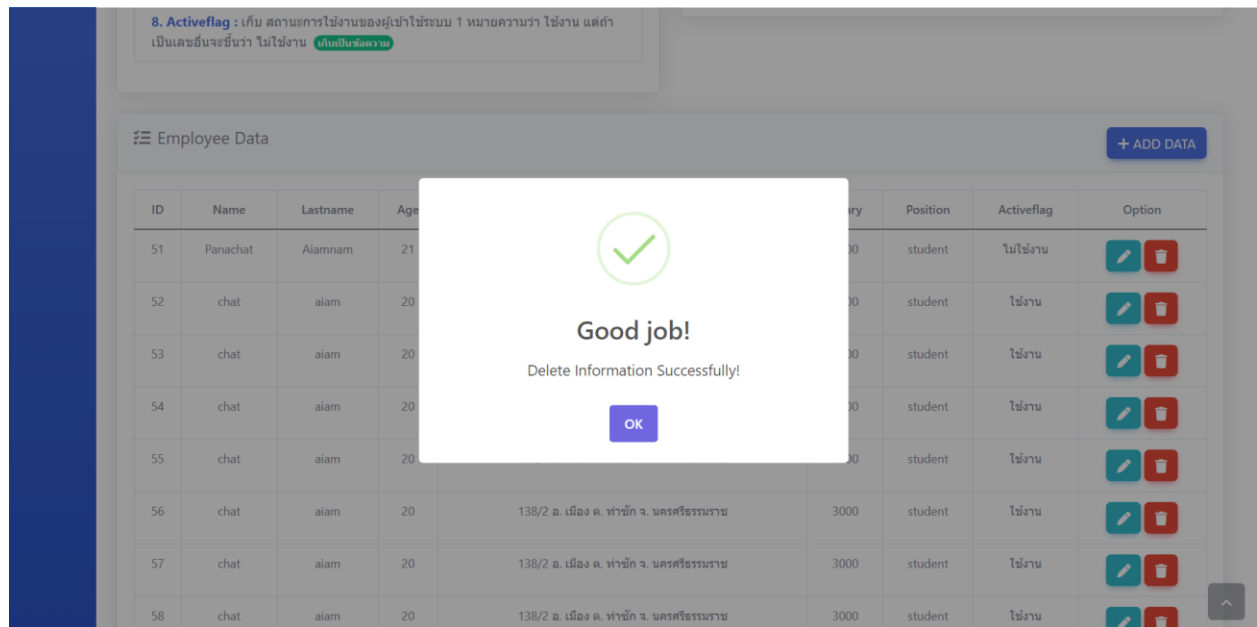 8. Activeflag : เก็บ สถานะการใช้งานของผู้เข้าใช้ระบบ 1 หมายความว่า ใช้งาน แต่ถ้า
เป็นเลขอื่นจะขึ้นว่า ไม่ใช้งาน เก็บเป็นข้อความ
Employee Data
+ ADD DATA
ID Name Lastname Age Position Activeflag Option
51 Panachat Aiamnam 21 student ไม่ใช้งาน
52 chat aiam 20 student ใช้งาน
53 chat aiam 20 student ใช้งาน
54 chat aiam 20 student ใช้งาน
55 chat aiam 20 student ใช้งาน
56 chat aiam 20 138/2 อ. เมือง ต. ท่าซัก จ. นครศรีธรรมราช 3000 student ใช้งาน
57 chat aiam 20 138/2 อ. เมือง ต. ท่าซัก จ. นครศรีธรรมราช 3000 student ใช้งาน
58 chat aiam 20 138/2 อ. เมือง ต. ท่าซัก จ. นครศรีธรรมราช 3000 student ใช้งาน
Good job!
Delete Information Successfully!
OK